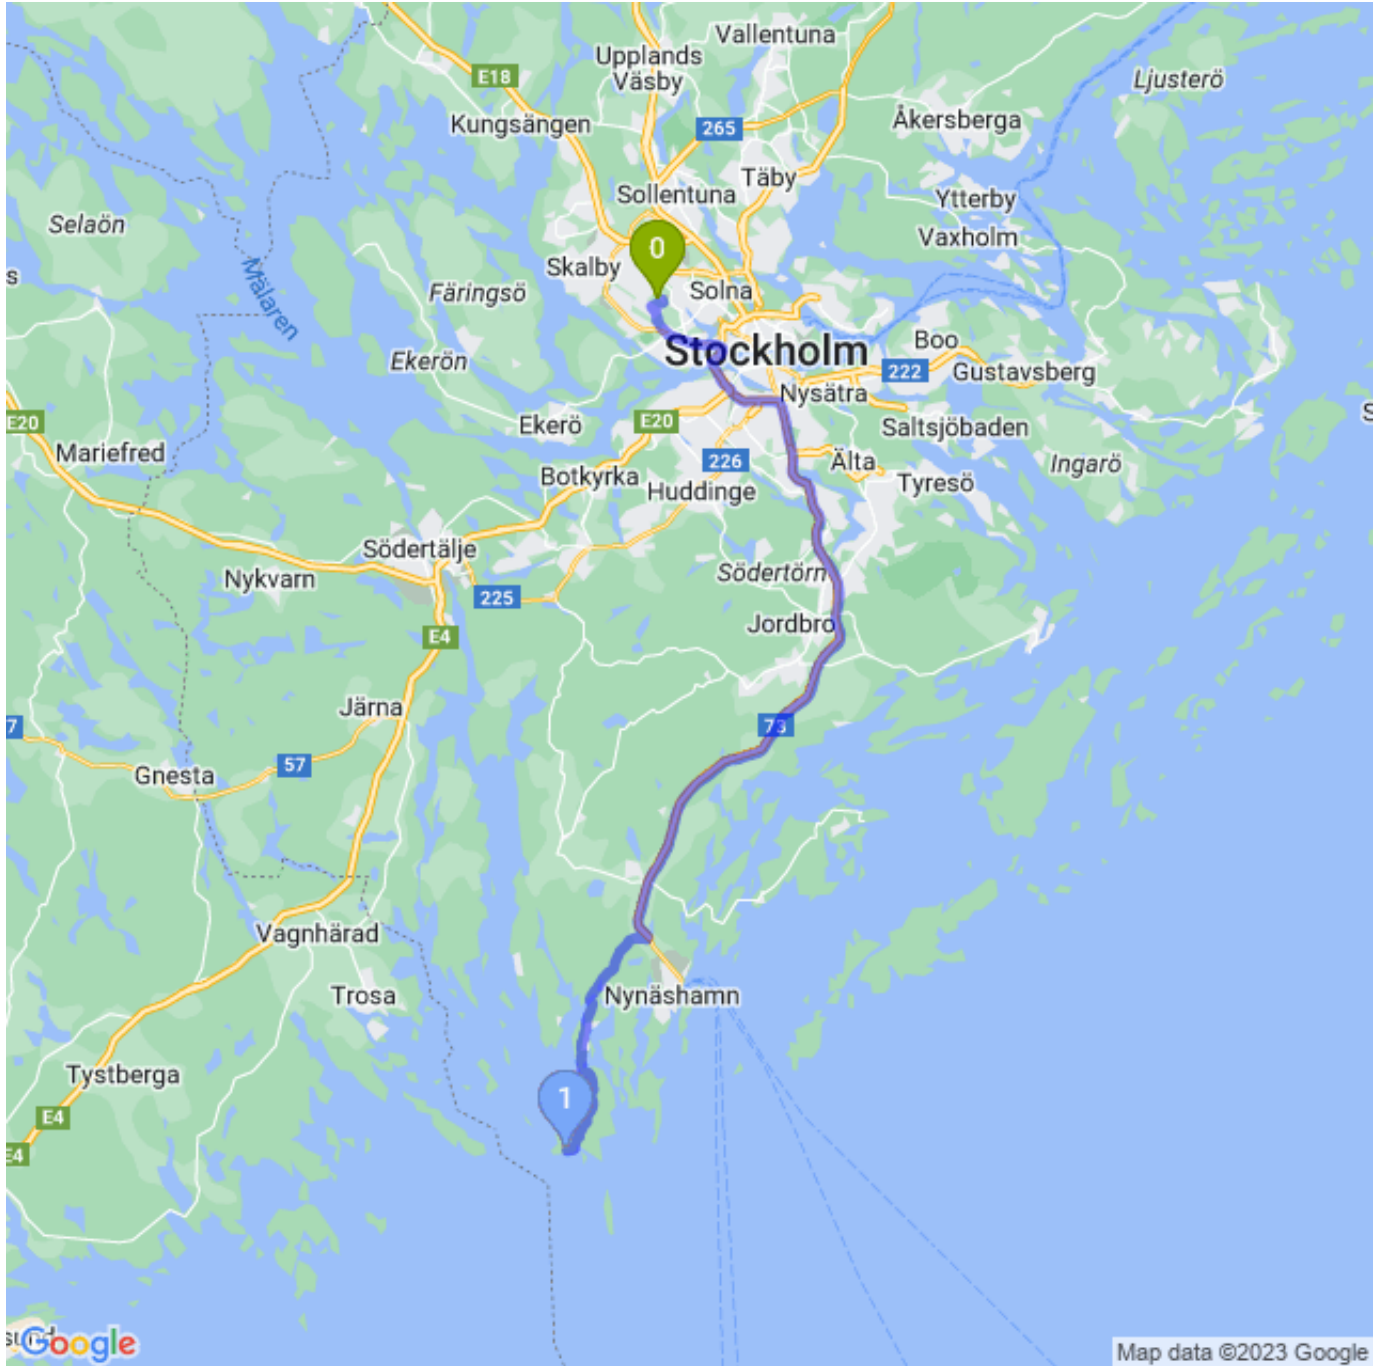 Vallentuna
Upplands
Väsby
Ljusterö
E18
Kungsängen
265
Åkersberga
Täby
Sollentuna
Ytterby
Selaön
Vaxholm
0
Skalby
Mälaren
s
Färingsö
Solna
Boo
Stockholm
Ekerön
222
Gustavsberg
Nysätra
E20
E20
Ekerö
Saltsjöbaden
S
Mariefred
226
Älta
Ingarö
Botkyrka
Huddinge
Tyresö
Södertälje
Nykvarn
Södertörn
225
Jordbro
E4
Järna
7
73
57
Gnesta
Vagnhärad
Trosa
Nynäshamn
Tystberga
1
E4
E4
sund
Google
Map data ©2023 Google